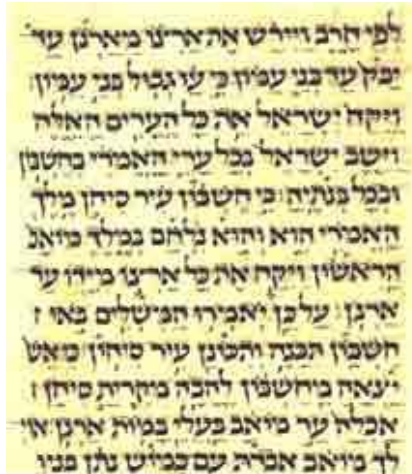 לפי חרב ויירש את ארצו מארנן עד
יבק עד בני עמון כי עז גבול בני עמון
ויקח ישראל את כל הערים האלה
וישב ישראל בכל ערי האמרי בחשבון
ובכל בנתיה כי חשבון עיר סיחן מלך
האמרי הוא והוא נלחם במלך מואב
הראשון ויקח את כל ארצו מידו עד
ארנן על כן יאמרו המשלים באו
חשבון תבנה ותכונן עיר סיחון כי אש
יצאה מחשבון להבה מקרית סיחן
אכלה ער מואב בעלי במות ארנן אוי
לך מואב אבדת עם כמוש נתן בניו